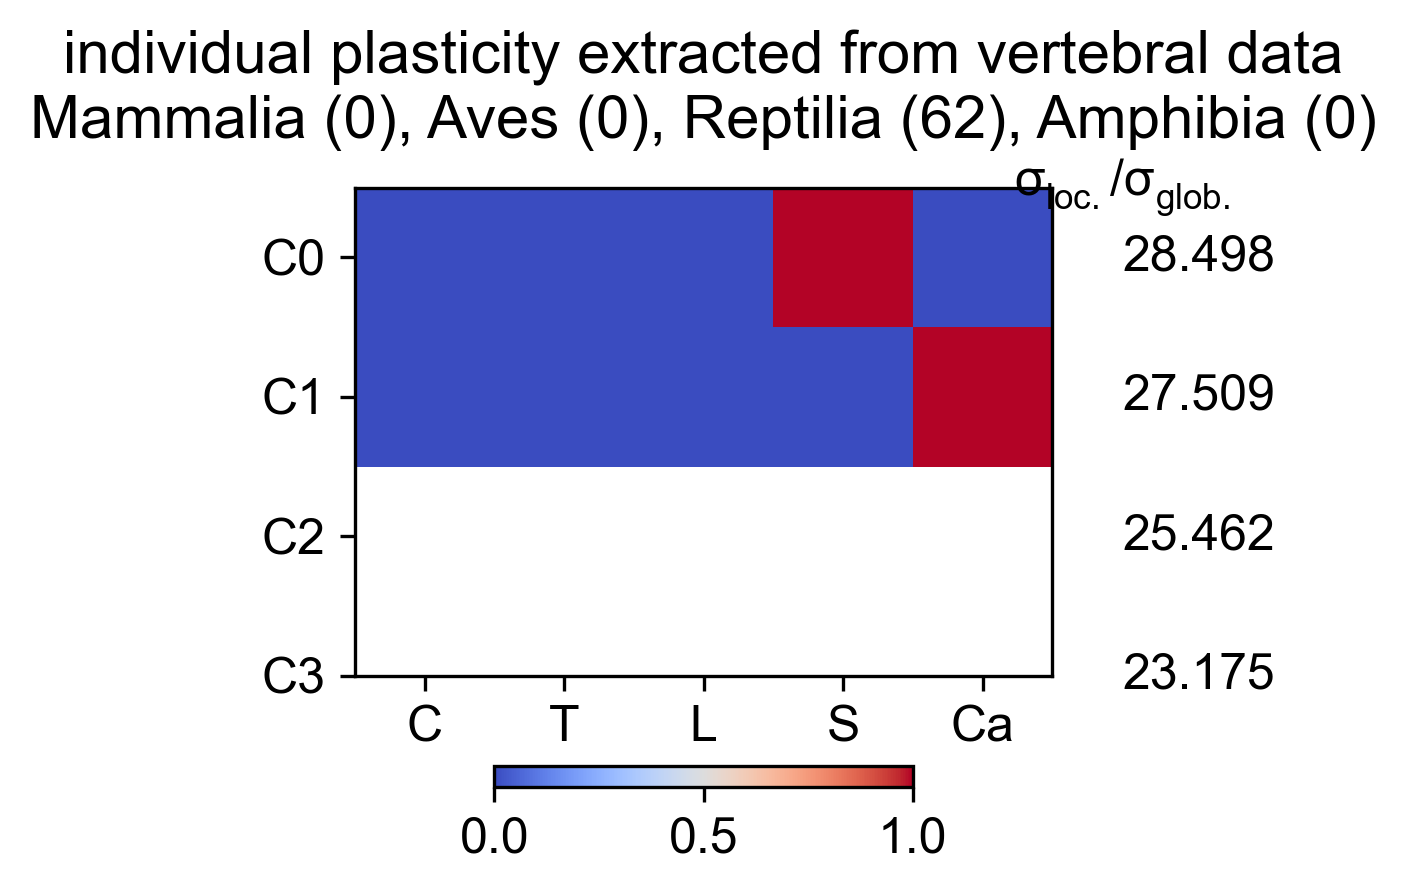 individual plasticity extracted from vertebral data
Mammalia (0), Aves (0), Reptilia (62), Amphibia (0)
σloc. /σglob.
C0 28.498
C1 27.509
C2 25.462
C3 23.175
C T L S Ca
0.0 0.5 1.0